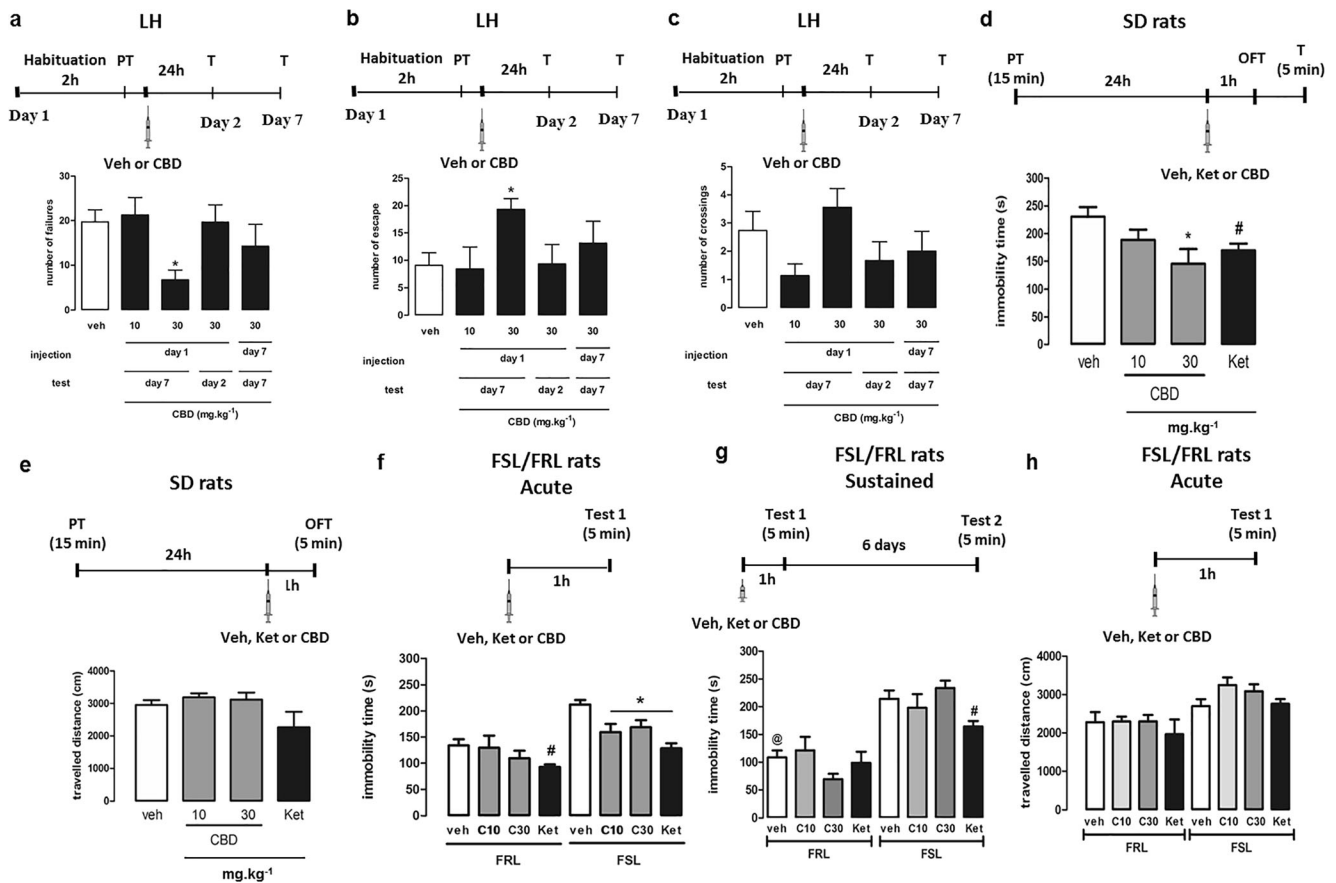 a
LH
Habituation
2h
PT
24h
T
T
Day 1
Day 2
Day 7
Veh or CBD
number of failures
30
20
10
0
veh
10
30
30
30
injection
day 1
day 7
test
day 7
day 2
day 7
CBD (mg.kg⁻¹)
b
LH
Habituation
2h
PT
24h
T
T
Day 1
Day 2
Day 7
Veh or CBD
number of escape
25
20
15
10
5
0
veh
10
30
30
30
*
injection
day 1
day 7
test
day 7
day 2
day 7
CBD (mg.kg⁻¹)
c
LH
Habituation
2h
PT
24h
T
T
Day 1
Day 2
Day 7
Veh or CBD
number of crossings
5
4
3
2
1
0
veh
10
30
30
30
injection
day 1
day 7
test
day 7
day 2
day 7
CBD (mg.kg⁻¹)
d
SD rats
PT
(15 min)
24h
1h
OFT
T
(5 min)
Veh, Ket or CBD
immobility time (s)
300
250
200
150
100
50
0
*
#
veh
10
30
Ket
CBD
mg.kg⁻¹
e
SD rats
PT
(15 min)
24h
1h
OFT
(5 min)
Veh, Ket or CBD
travelled distance (cm)
4000
3000
2000
1000
0
veh
10
30
Ket
CBD
mg.kg⁻¹
f
FSL/FRL rats
Acute
Test 1
(5 min)
1h
Veh, Ket or CBD
immobility time (s)
300
250
200
150
100
50
0
#
*
veh C10 C30 Ket
veh C10 C30 Ket
FRL
FSL
g
FSL/FRL rats
Sustained
Test 1
(5 min)
Test 2
(5 min)
1h
6 days
Veh, Ket or CBD
immobility time (s)
300
250
200
150
100
50
0
@
#
veh C10 C30 Ket
veh C10 C30 Ket
FRL
FSL
h
FSL/FRL rats
Acute
Test 1
(5 min)
1h
Veh, Ket or CBD
travelled distance (cm)
4000
3000
2000
1000
0
veh C10 C30 Ket
veh C10 C30 Ket
FRL
FSL